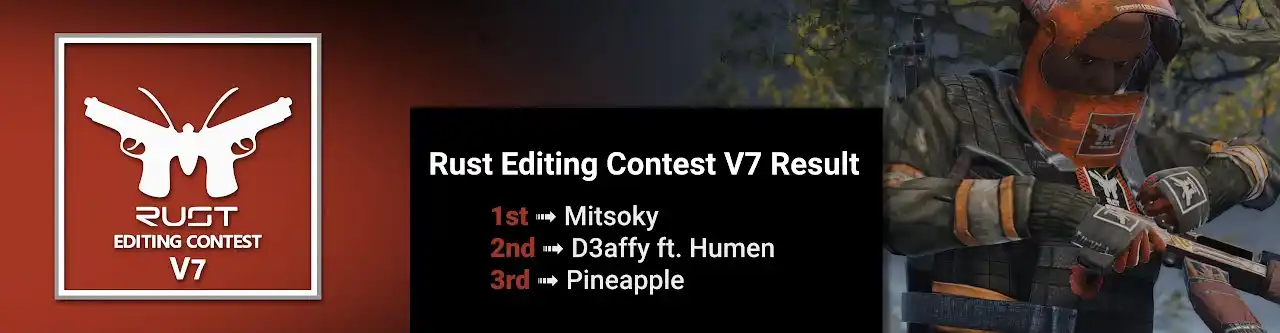 RUST
EDITING CONTEST
V7
Rust Editing Contest V7 Result
1st ➟ Mitsoky
2nd ➟ D3affy ft. Humen
3rd ➟ Pineapple